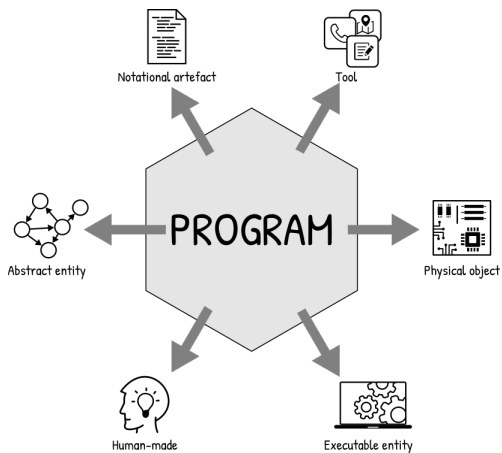 Notational artefact
Tool
PROGRAM
Abstract entity
Physical object
Human-made
Executable entity